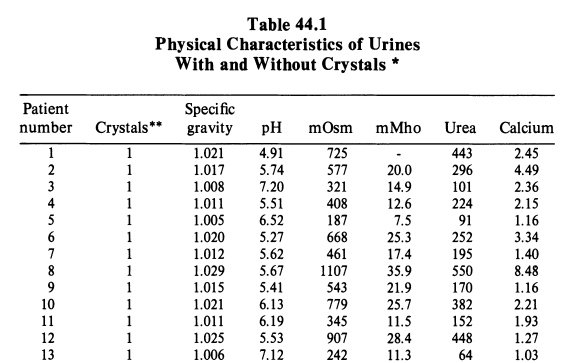 Table 44.1
Physical Characteristics of Urines
With and Without Crystals *
Patient number Crystals** Specific gravity pH mOsm mMho Urea Calcium
1 1 1.021 4.91 725 - 443 2.45
2 1 1.017 5.74 577 20.0 296 4.49
3 1 1.008 7.20 321 14.9 101 2.36
4 1 1.011 5.51 408 12.6 224 2.15
5 1 1.005 6.52 187 7.5 91 1.16
6 1 1.020 5.27 668 25.3 252 3.34
7 1 1.012 5.62 461 17.4 195 1.40
8 1 1.029 5.67 1107 35.9 550 8.48
9 1 1.015 5.41 543 21.9 170 1.16
10 1 1.021 6.13 779 25.7 382 2.21
11 1 1.011 6.19 345 11.5 152 1.93
12 1 1.025 5.53 907 28.4 448 1.27
13 1 1.006 7.12 242 11.3 64 1.03